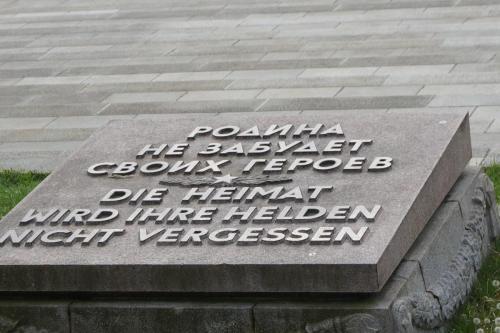 РОДИНА
НЕ ЗАБУДЕТ
СВОИХ ГЕРОЕВ
DIE HEIMAT
WIRD IHRE HELDEN
NICHT VERGESSEN